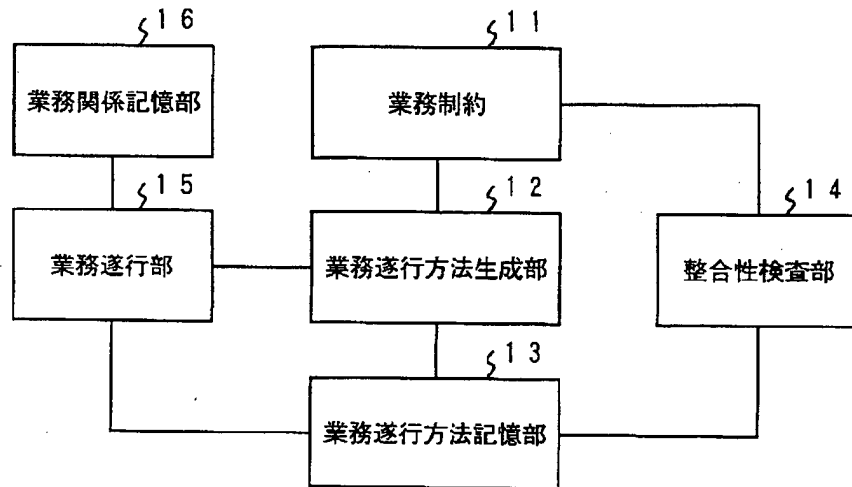 16
業務関係記憶部
11
業務制約
15
業務遂行部
12
業務遂行方法生成部
14
整合性検査部
13
業務遂行方法記憶部